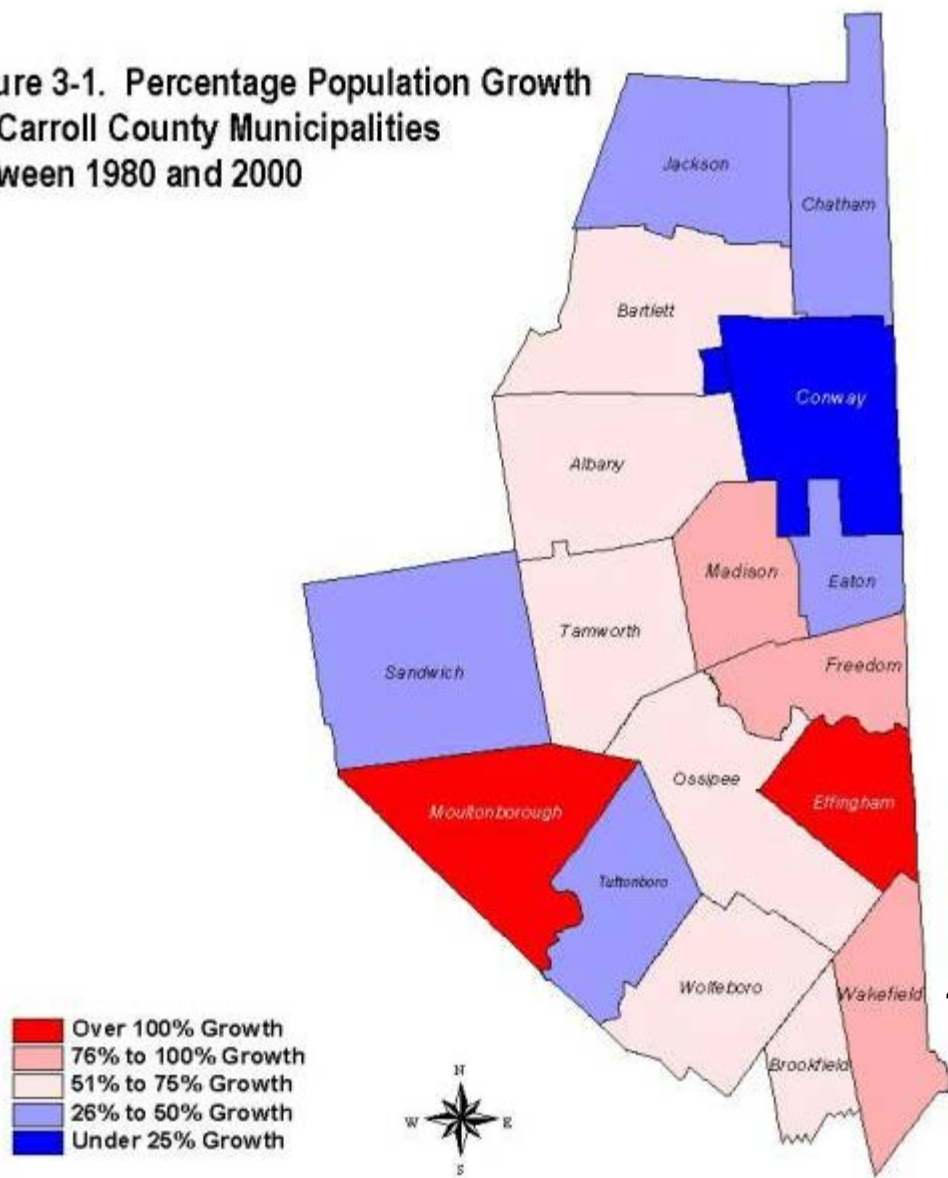 ure 3-1. Percentage Population Growth
Carroll County Municipalities
ween 1980 and 2000
Jackson
Chatham
Bartlett
Conway
Albany
Madison
Eaton
Tamworth
Sandwich
Freedom
Ossipee
Effingham
Moultonborough
Tuftonboro
Wolfeboro
Wakefield
Brookfield
Over 100% Growth
76% to 100% Growth
51% to 75% Growth
26% to 50% Growth
Under 25% Growth
N
W E
S